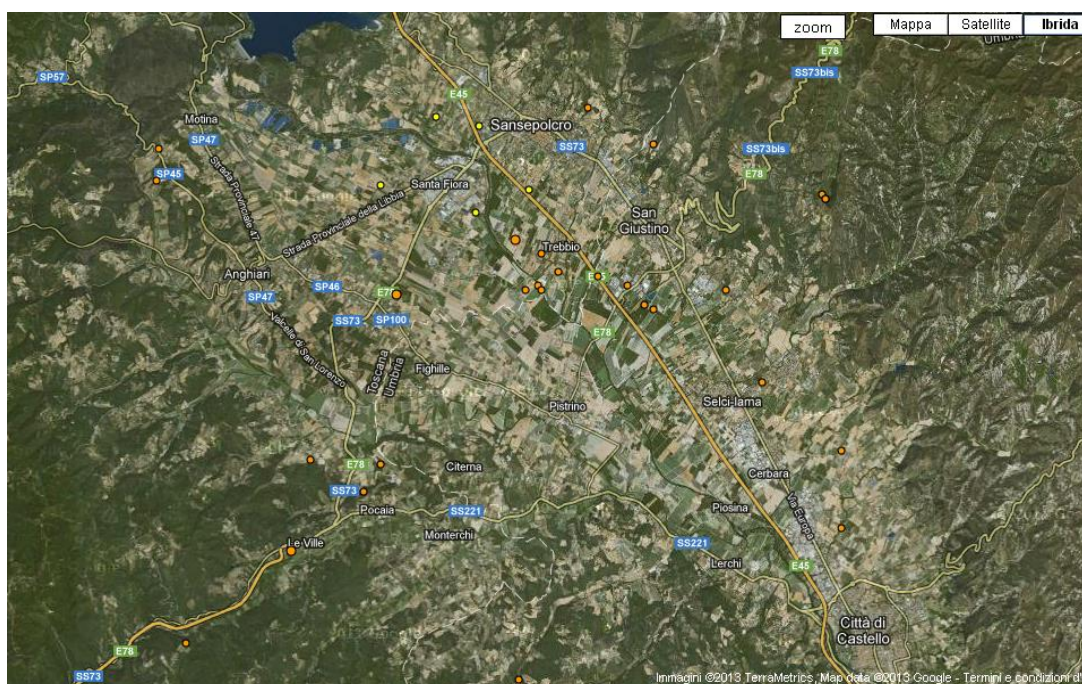 zoom
Mappa
Satellite
Ibrida
Umbria
E78
SS73bis
SP57
E45
Motina
SP47
Sansepolcro
SS73
SS73bis
E78
SP45
Strada Provinciale 47
Santa Fiora
Strada Provinciale della Libbia
San
Giustino
Trebbio
Anghiari
SP46
SP47
SS73
SP100
E78
Valcelle di San Lorenzo
Toscana
Umbria
Fighille
Pistrino
Selci-lama
E78
Citerna
Cerbara
SS73
Pocaia
SS221
Piosina
Via Europa
Monterchi
Le Ville
SS221
Lerchi
E45
Città di
Castello
E78
SS73
Immagini ©2013 TerraMetrics, Map data ©2013 Google - Termini e condizioni d'